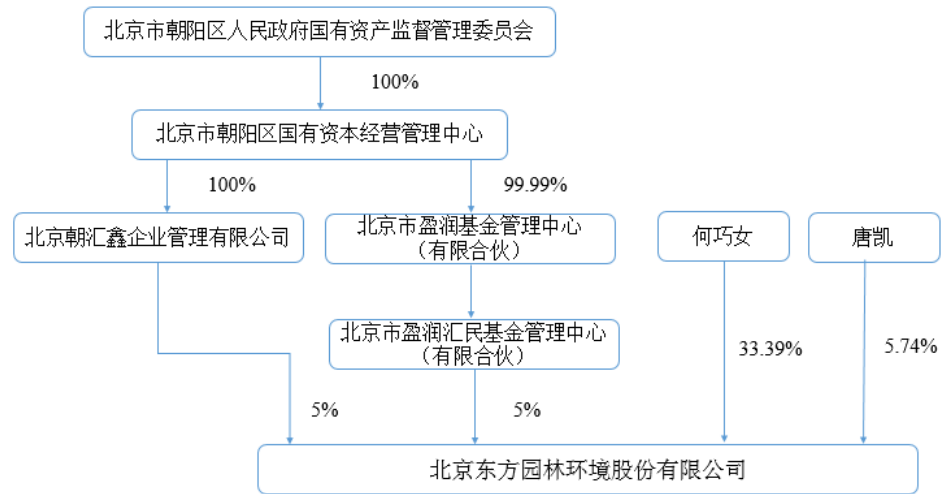 北京市朝阳区人民政府国有资产监督管理委员会
100%
北京市朝阳区国有资本经营管理中心
100%
99.99%
北京朝汇鑫企业管理有限公司
北京市盈润基金管理中心
（有限合伙）
何巧女
唐凯
北京市盈润汇民基金管理中心
（有限合伙）
33.39%
5.74%
5%
5%
北京东方园林环境股份有限公司